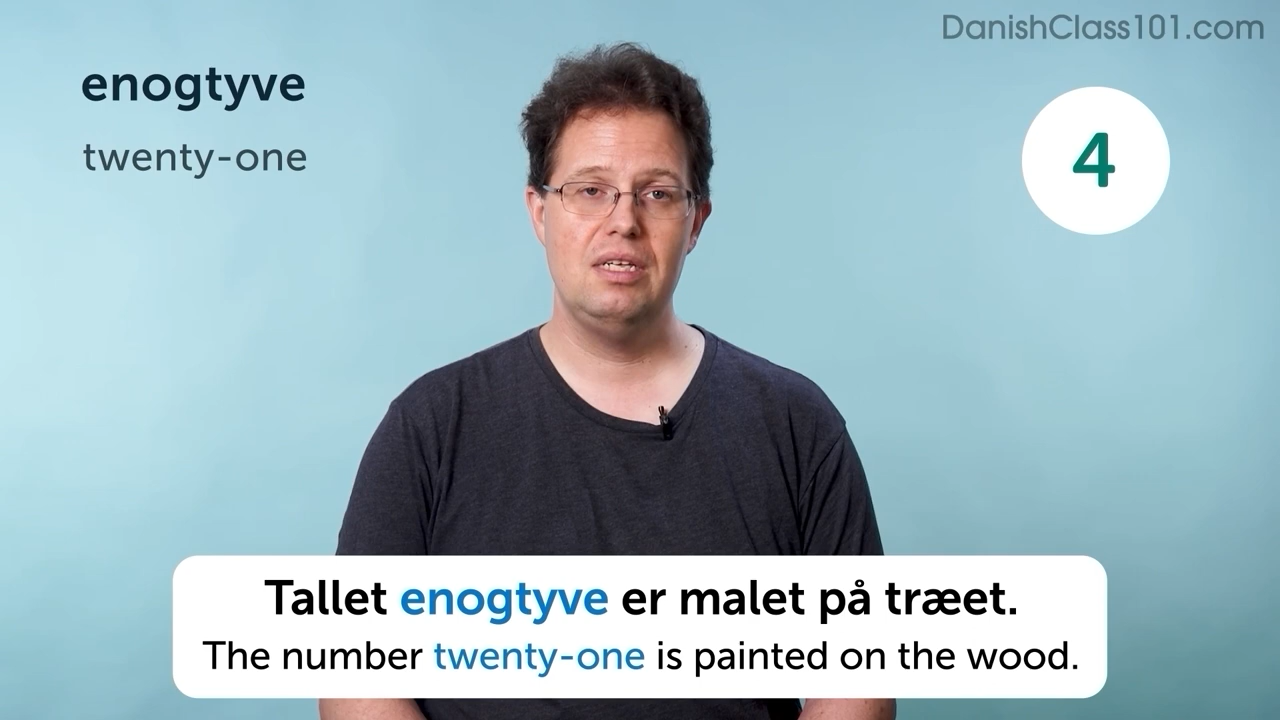 DanishClass101.com
enogtyve
twenty-one
4
Tallet enogtyve er malet på træet.
The number twenty-one is painted on the wood.